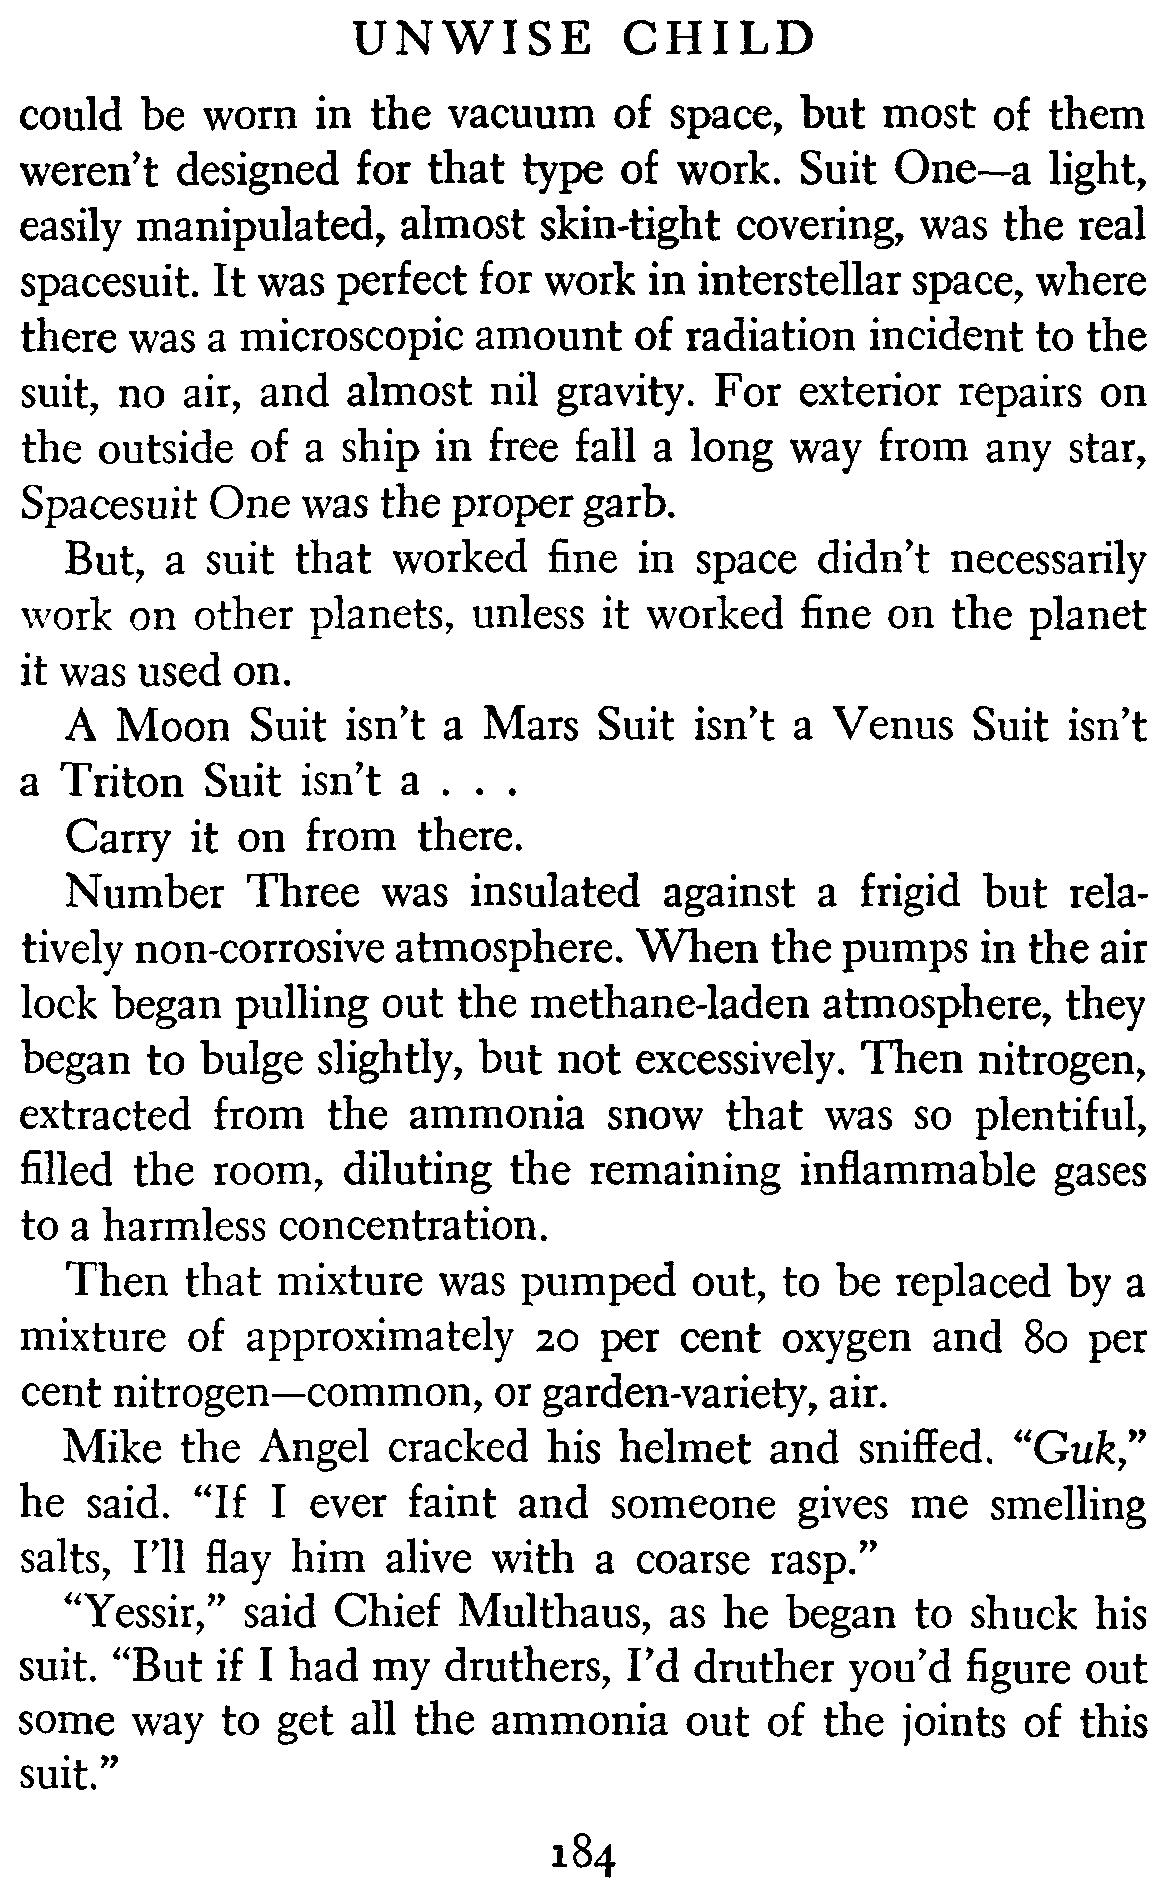 UNWISE CHILD
could be worn in the vacuum of space, but most of them
weren't designed for that type of work. Suit One—a light,
easily manipulated, almost skin-tight covering, was the real
spacesuit. It was perfect for work in interstellar space, where
there was a microscopic amount of radiation incident to the
suit, no air, and almost nil gravity. For exterior repairs on
the outside of a ship in free fall a long way from any star,
Spacesuit One was the proper garb.
But, a suit that worked fine in space didn't necessarily
work on other planets, unless it worked fine on the planet
it was used on.
A Moon Suit isn't a Mars Suit isn't a Venus Suit isn't
a Triton Suit isn't a . . .
Carry it on from there.
Number Three was insulated against a frigid but rela-
tively non-corrosive atmosphere. When the pumps in the air
lock began pulling out the methane-laden atmosphere, they
began to bulge slightly, but not excessively. Then nitrogen,
extracted from the ammonia snow that was so plentiful,
filled the room, diluting the remaining inflammable gases
to a harmless concentration.
Then that mixture was pumped out, to be replaced by a
mixture of approximately 20 per cent oxygen and 80 per
cent nitrogen—common, or garden-variety, air.
Mike the Angel cracked his helmet and sniffed. “Guk,”
he said. “If I ever faint and someone gives me smelling
salts, I'll flay him alive with a coarse rasp.”
“Yessir,” said Chief Multhaus, as he began to shuck his
suit. “But if I had my druthers, I'd druther you'd figure out
some way to get all the ammonia out of the joints of this
suit.”
184